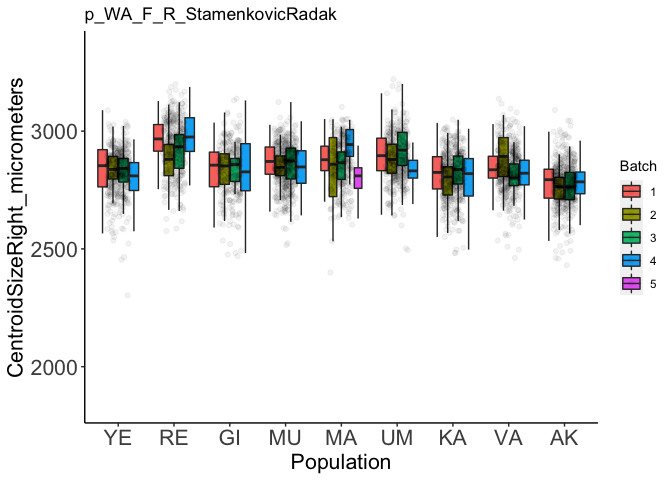 p_WA_F_R_StamenkovicRadak
CentroidSizeRight_micrometers
3000
2500
2000
YE RE GI MU MA UM KA VA AK
Population
Batch
1
2
3
4
5